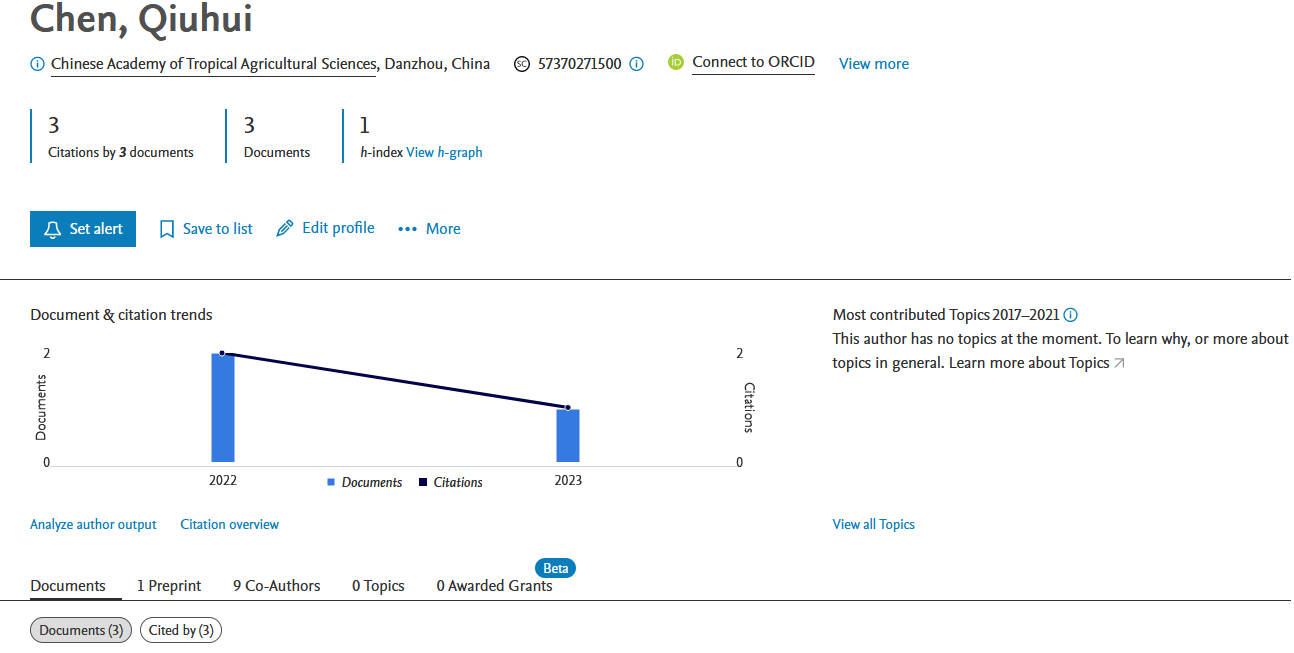 Chen, Qiuhui
Chinese Academy of Tropical Agricultural Sciences, Danzhou, China SC 57370271500 i iD Connect to ORCID View more
3 3 1
Citations by 3 documents Documents h-index View h-graph
Set alert Save to list Edit profile ••• More
Document & citation trends
2 2
Documents Citations
0 0
2022 2023
Documents Citations
Analyze author output Citation overview
Most contributed Topics 2017–2021
This author has no topics at the moment. To learn why, or more about
topics in general. Learn more about Topics
View all Topics
Beta
Documents 1 Preprint 9 Co-Authors 0 Topics 0 Awarded Grants
Documents (3) Cited by (3)